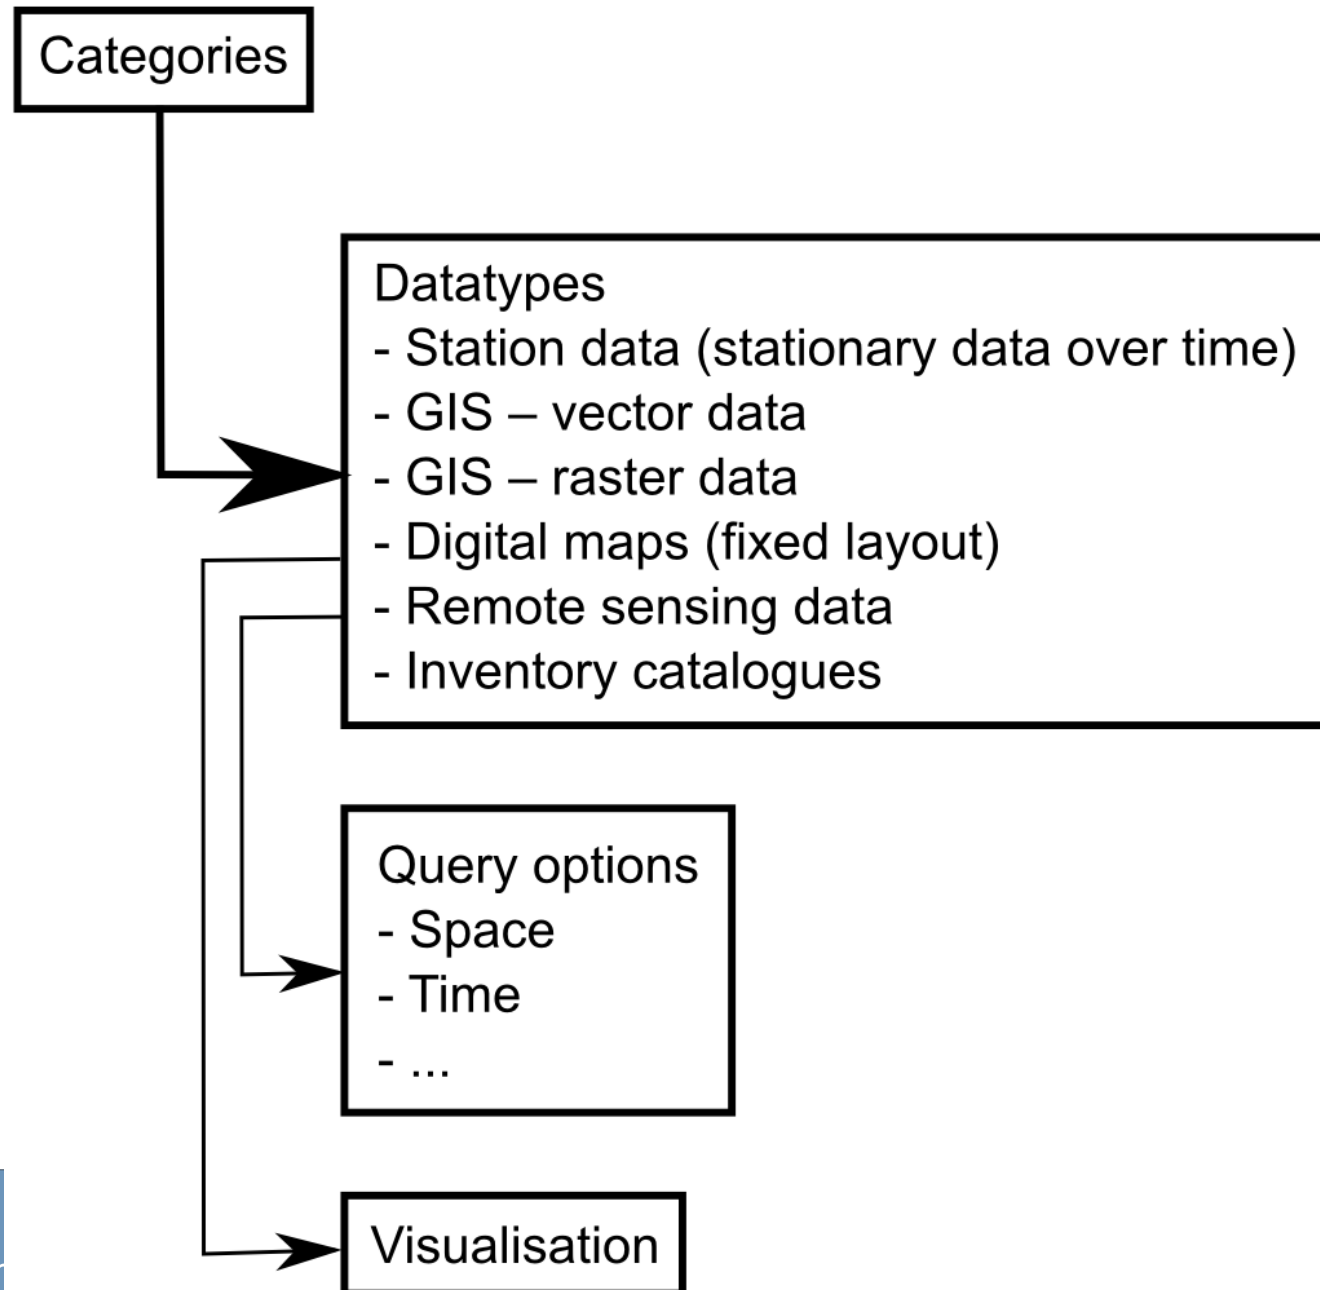 Categories
Datatypes
- Station data (stationary data over time)
- GIS – vector data
- GIS – raster data
- Digital maps (fixed layout)
- Remote sensing data
- Inventory catalogues
Query options
- Space
- Time
- ...
Visualisation